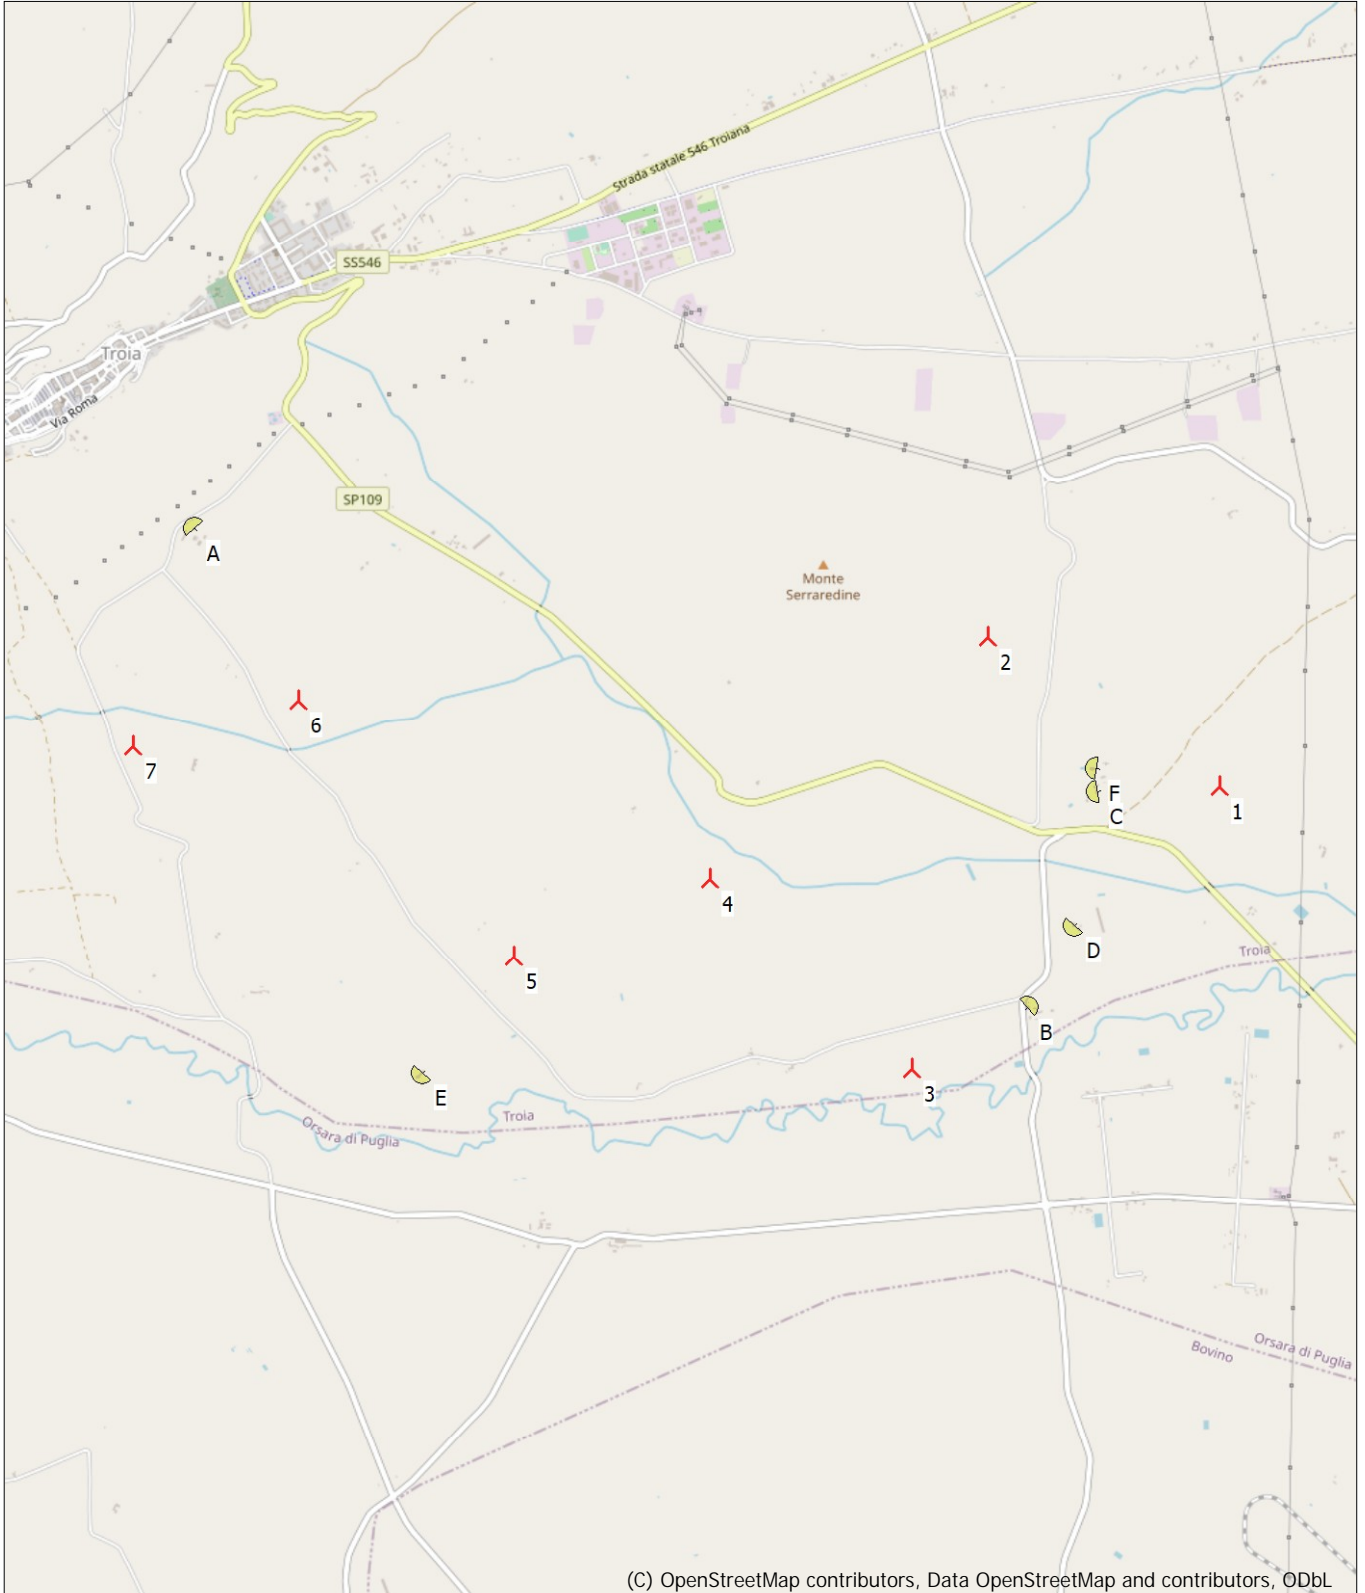 Strada statale 546 Troiana
SS546
Troia
Via Roma
SP109
A
Monte
Serraredine
2
6
7
F
C
1
4
D
5
Troia
B
E
3
Troia
Orsara di Puglia
Orsara di Puglia
Bovino
(C) OpenStreetMap contributors, Data OpenStreetMap and contributors, ODbL